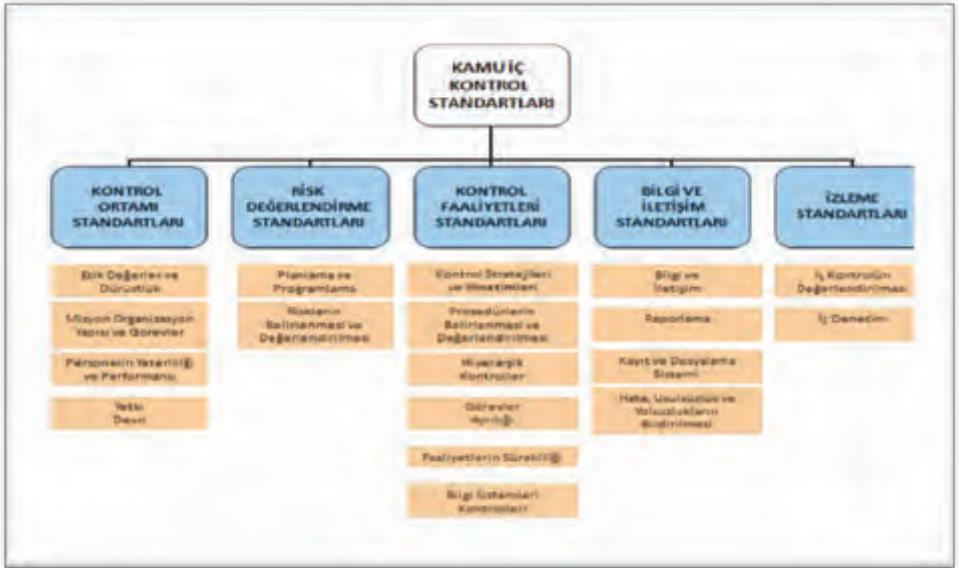 KAMU İÇ
KONTROL
STANDARTLARI
KONTROL
ORTAMI
STANDARTLARI
Etik Değerler ve
Dürüstlük
Misyon Organizasyon
Yapısı ve Görevler
Personelin Yeterliliği
ve Performansı
Yetki
Devri
RİSK
DEĞERLENDİRME
STANDARTLARI
Planlama ve
Programlama
Risklerin
Belirlenmesi ve
Değerlendirilmesi
KONTROL
FAALİYETLERİ
STANDARTLARI
Kontrol Stratejileri
ve Yöntemleri
Prosedürlerin
Belirlenmesi ve
Değerlendirilmesi
Hiyerarşik
Kontroller
Görevler
Ayrılığı
Faaliyetlerin Sürekliliği
Bilgi Sistemleri
Kontrolleri
BİLGİ VE
İLETİŞİM
STANDARTLARI
Bilgi ve
İletişim
Raporlama
Kayıt ve Dosyalama
Sistemi
Hata, Usulsüzlük ve
Yolsuzlukların
Bildirilmesi
İZLEME
STANDARTLARI
İç Kontrolün
Değerlendirilmesi
İç Denetim